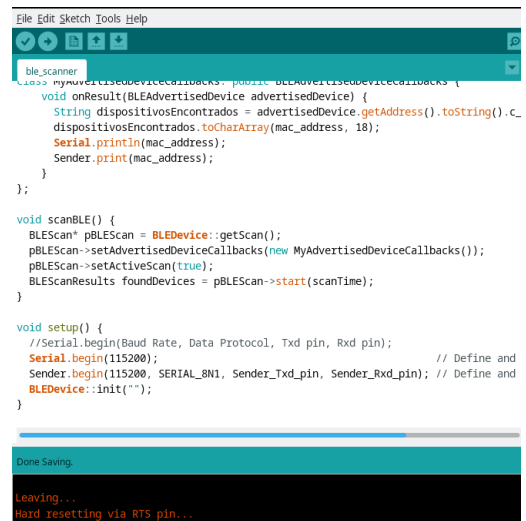 File Edit Sketch Tools Help
ble_scanner
class MyAdvertisedDeviceCallbacks: public BLEAdvertisedDeviceCallbacks {
void onResult(BLEAdvertisedDevice advertisedDevice) {
String dispositivosEncontrados = advertisedDevice.getAddress().toString().c_
dispositivosEncontrados.toCharArray(mac_address, 18);
Serial.println(mac_address);
Sender.print(mac_address);
}
};
void scanBLE() {
BLEScan* pBLEScan = BLEDevice::getScan();
pBLEScan->setAdvertisedDeviceCallbacks(new MyAdvertisedDeviceCallbacks());
pBLEScan->setActiveScan(true);
BLEScanResults foundDevices = pBLEScan->start(scanTime);
}
void setup() {
//Serial.begin(Baud Rate, Data Protocol, Txd pin, Rxd pin);
Serial.begin(115200); // Define and
Sender.begin(115200, SERIAL_8N1, Sender_Txd_pin, Sender_Rxd_pin); // Define and
BLEDevice::init("");
}
Done Saving.
Leaving...
Hard resetting via RTS pin...